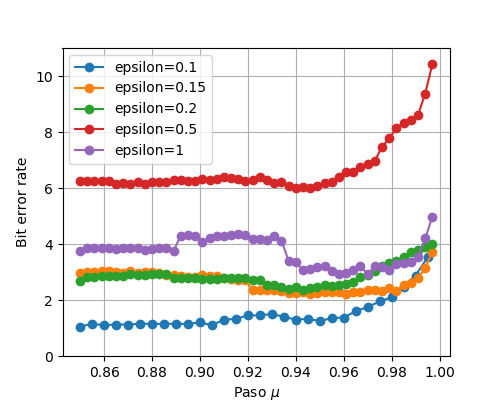 epsilon=0.1
epsilon=0.15
epsilon=0.2
epsilon=0.5
epsilon=1
Bit error rate
10
8
6
4
2
0
0.86 0.88 0.90 0.92 0.94 0.96 0.98 1.00
Paso μ